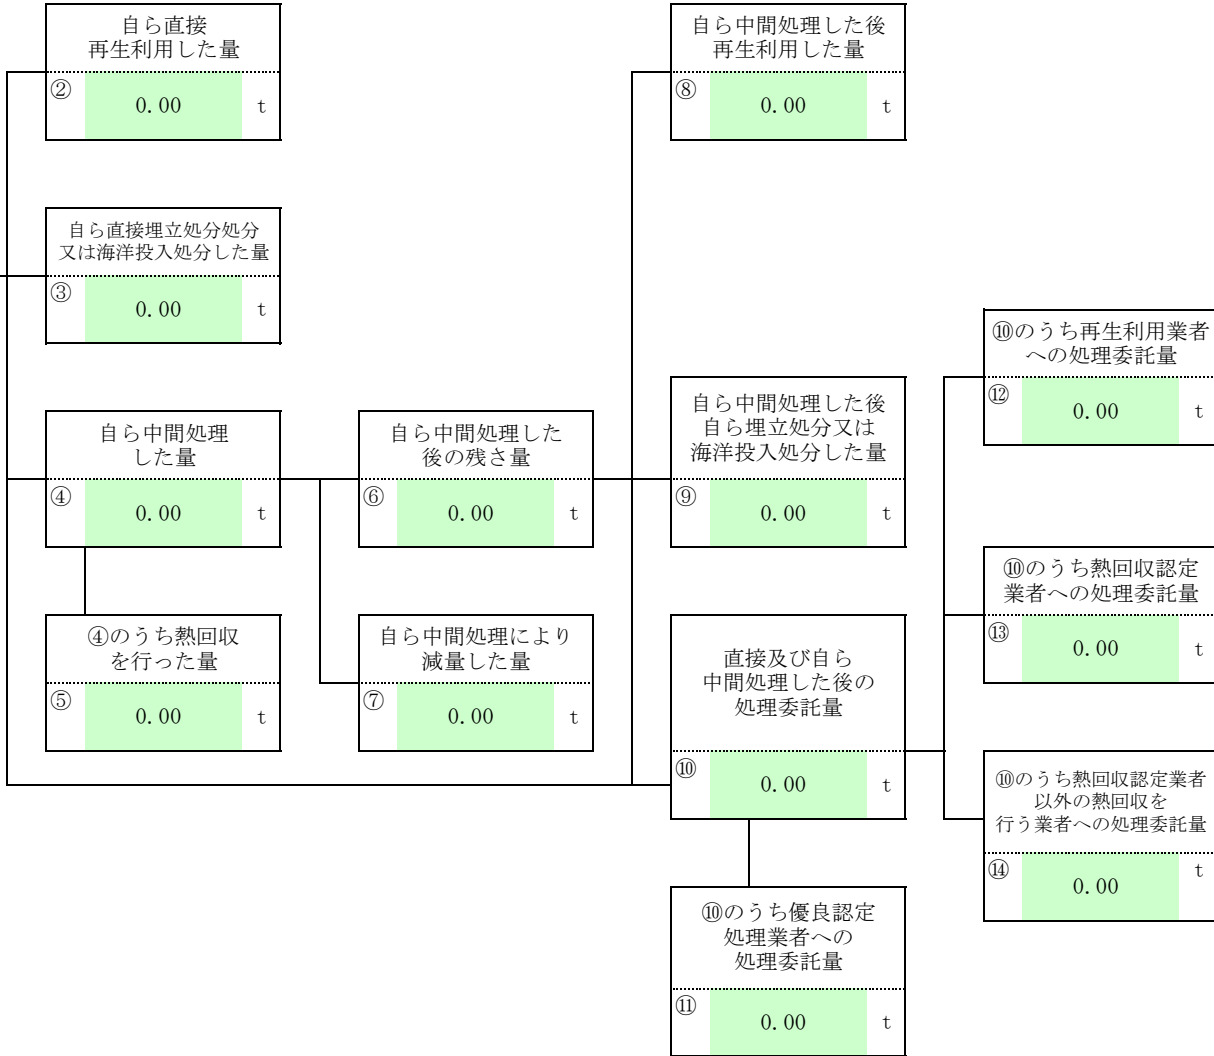 自ら直接
再生利用した量
②
0.00 t
自ら中間処理した後
再生利用した量
⑧
0.00 t
自ら直接埋立処分処分
又は海洋投入処分した量
③
0.00 t
⑩のうち再生利用業者
への処理委託量
⑫
0.00 t
自ら中間処理
した量
④
0.00 t
自ら中間処理した
後の残さ量
⑥
0.00 t
自ら中間処理した後
自ら埋立処分又は
海洋投入処分した量
⑨
0.00 t
⑩のうち熱回収認定
業者への処理委託量
⑬
0.00 t
④のうち熱回収
を行った量
⑤
0.00 t
自ら中間処理により
減量した量
⑦
0.00 t
直接及び自ら
中間処理した後の
処理委託量
⑩
0.00 t
⑩のうち熱回収認定業者
以外の熱回収を
行う業者への処理委託量
⑭
0.00 t
⑩のうち優良認定
処理業者への
処理委託量
⑪
0.00 t